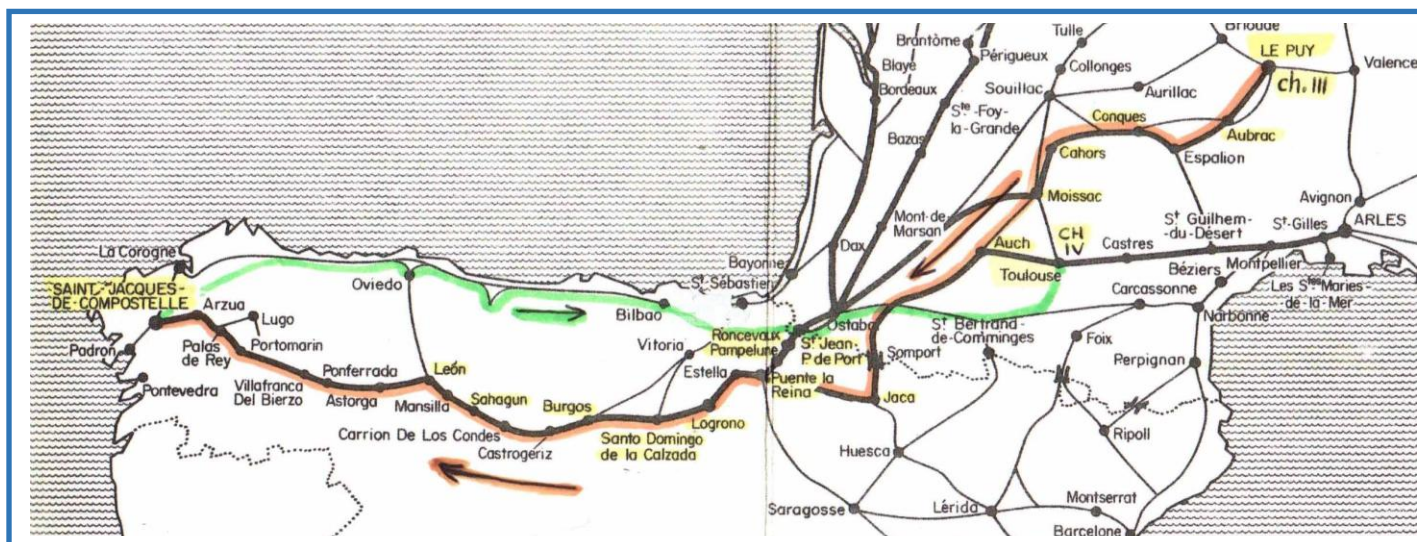 Brantôme
Périgueux
Tulle
Collonges
Brioude
LE PUY
Valence
ch. III
Blaye
Bordeaux
Souillac
Aurillac
Ste-Foy-
la-Grande
Conques
Aubrac
Bazas
Cahors
Espalion
Moissac
Avignon
Mont-de-
Marsan
St Guilhem-
du-Désert
St-Gilles
ARLES
CH
IV
Auch
Castres
Dax
Toulouse
Montpellier
Béziers
Les Stes Maries-
de-la-Mer
La Corogne
Bayonne
St Sébastien
Carcassonne
Narbonne
SAINT-JACQUES-
DE-COMPOSTELLE
Arzua
Oviedo
Bilbao
Ostabat
St Bertrand-
de-Comminges
Foix
Roncevaux
Pampelune
St Jean-
P. de Port
Somport
Perpignan
Lugo
Portomarin
Padron
Palas
de Rey
Vitoria
Estella
Puente la
Reina
Jaca
León
Ponferrada
Pontevedra
Villafranca
Del Bierzo
Astorga
Mansilla
Sahagun
Burgos
Logrono
Ripoll
Carrion De Los Condes
Castrogeriz
Santo Domingo
de la Calzada
Huesca
Montserrat
Saragosse
Lérida
Barcelone